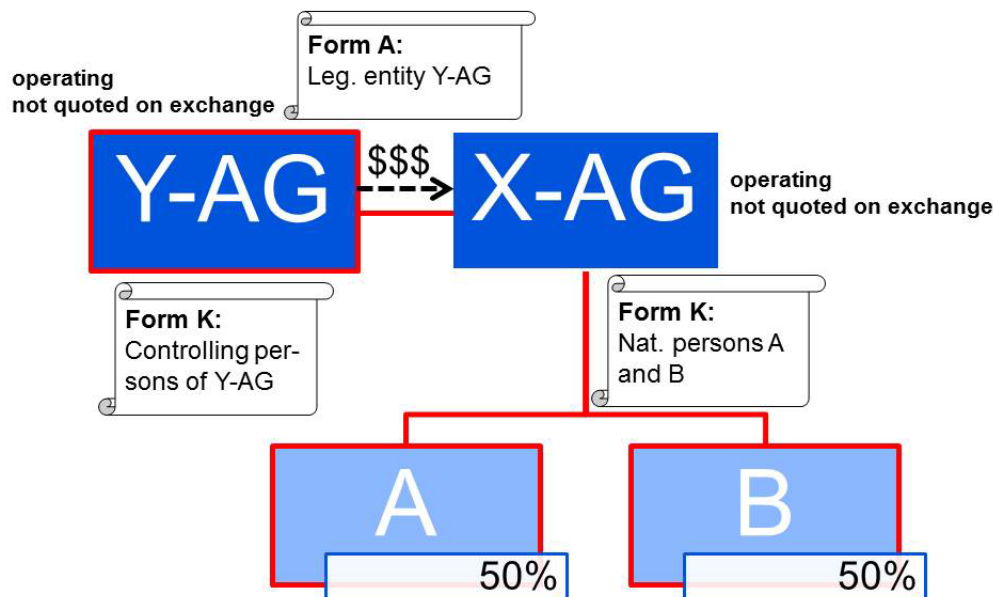 Form A:
Leg. entity Y-AG
operating
not quoted on exchange
Y-AG
$$$
X-AG
operating
not quoted on exchange
Form K:
Controlling per-
sons of Y-AG
Form K:
Nat. persons A
and B
A
B
50%
50%